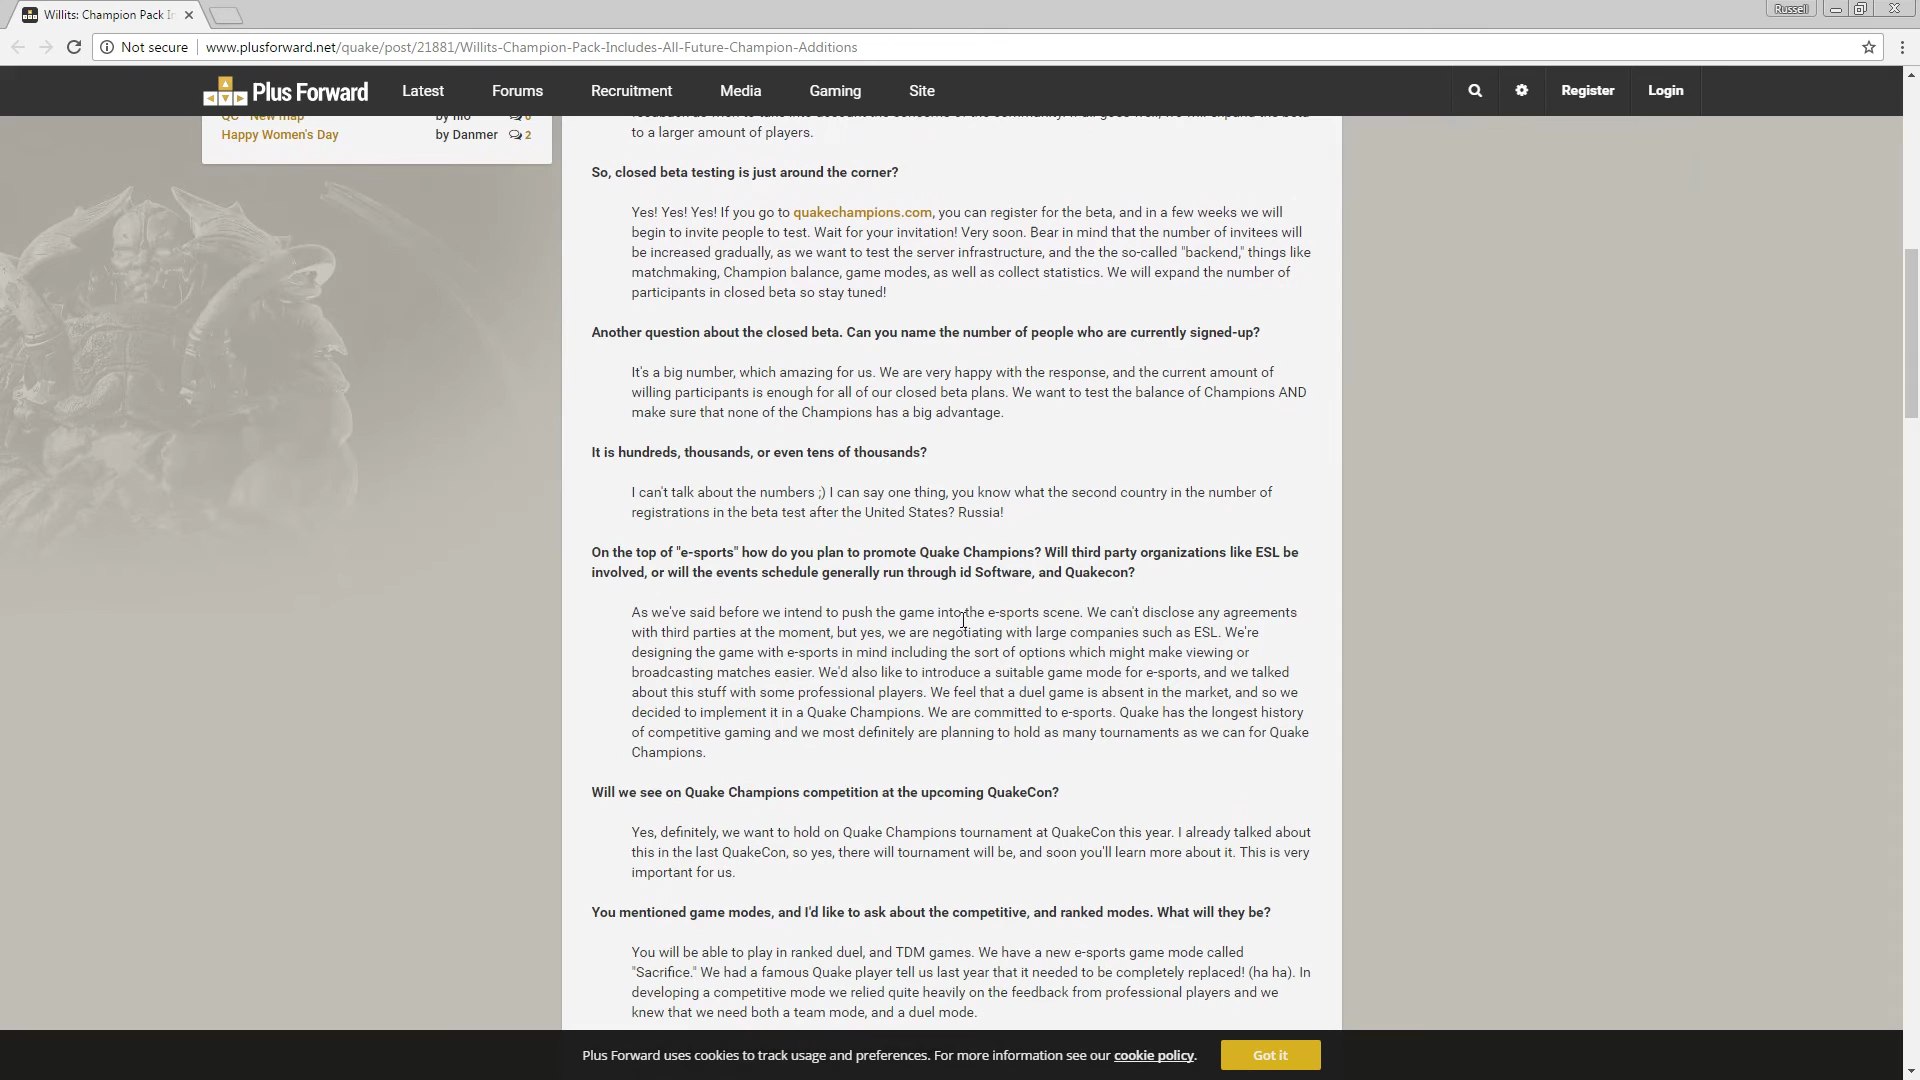 Willits: Champion Pack I
Russell
Not secure
www.plusforward.net/quake/post/21881/Willits-Champion-Pack-Includes-All-Future-Champion-Additions
Plus Forward
Latest
Forums
Recruitment
Media
Gaming
Site
Register
Login
Happy Women's Day
by Danmer
2
to a larger amount of players.
So, closed beta testing is just around the corner?
Yes! Yes! Yes! If you go to quakechampions.com, you can register for the beta, and in a few weeks we will
begin to invite people to test. Wait for your invitation! Very soon. Bear in mind that the number of invitees will
be increased gradually, as we want to test the server infrastructure, and the the so-called "backend," things like
matchmaking, Champion balance, game modes, as well as collect statistics. We will expand the number of
participants in closed beta so stay tuned!
Another question about the closed beta. Can you name the number of people who are currently signed-up?
It's a big number, which amazing for us. We are very happy with the response, and the current amount of
willing participants is enough for all of our closed beta plans. We want to test the balance of Champions AND
make sure that none of the Champions has a big advantage.
It is hundreds, thousands, or even tens of thousands?
I can't talk about the numbers ;) I can say one thing, you know what the second country in the number of
registrations in the beta test after the United States? Russia!
On the top of "e-sports" how do you plan to promote Quake Champions? Will third party organizations like ESL be
involved, or will the events schedule generally run through id Software, and Quakecon?
As we've said before we intend to push the game into the e-sports scene. We can't disclose any agreements
with third parties at the moment, but yes, we are negotiating with large companies such as ESL. We're
designing the game with e-sports in mind including the sort of options which might make viewing or
broadcasting matches easier. We'd also like to introduce a suitable game mode for e-sports, and we talked
about this stuff with some professional players. We feel that a duel game is absent in the market, and so we
decided to implement it in a Quake Champions. We are committed to e-sports. Quake has the longest history
of competitive gaming and we most definitely are planning to hold as many tournaments as we can for Quake
Champions.
Will we see on Quake Champions competition at the upcoming QuakeCon?
Yes, definitely, we want to hold on Quake Champions tournament at QuakeCon this year. I already talked about
this in the last QuakeCon, so yes, there will tournament will be, and soon you'll learn more about it. This is very
important for us.
You mentioned game modes, and I'd like to ask about the competitive, and ranked modes. What will they be?
You will be able to play in ranked duel, and TDM games. We have a new e-sports game mode called
"Sacrifice." We had a famous Quake player tell us last year that it needed to be completely replaced! (ha ha). In
developing a competitive mode we relied quite heavily on the feedback from professional players and we
knew that we need both a team mode, and a duel mode.
Plus Forward uses cookies to track usage and preferences. For more information see our cookie policy.
Got it